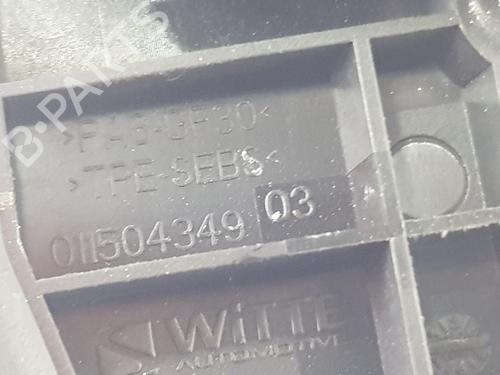 B-PARTS
>PA6-GF30<
>TPE-SEBS<
011504349 03
WiTTE
AUTOMOTIVE